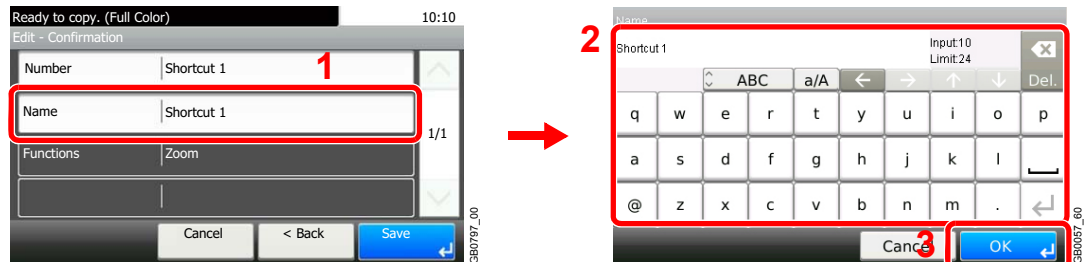 Ready to copy. (Full Color) 10:10
Edit - Confirmation
Number Shortcut 1
1
Name Shortcut 1
1/1
Functions Zoom
Cancel < Back Save
GB0797_00
Name
2
Shortcut 1 Input:10
Limit:24
ABC a/A ← → ↑ ↓ Del.
q w e r t y u i o p
a s d f g h j k l
@ z x c v b n m .
Cancel 3 OK
GB0057_60